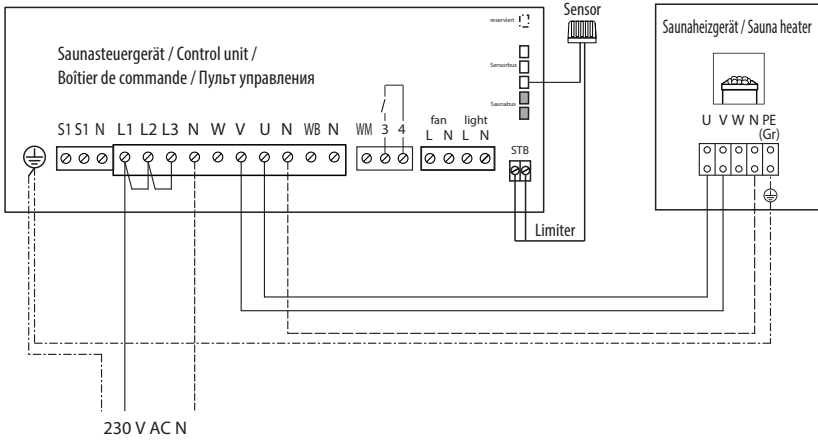 Sensor
reserviert
Saunasteuergerät / Control unit /
Boîtier de commande / Пульт управления
Sensorbus
Saunabus
S1 S1 N L1 L2 L3 N W V U N WB N WM 3 4
fan light
L N L N
STB
Limiter
Saunaheizgerät / Sauna heater
U V W N PE
(Gr)
230 V AC N